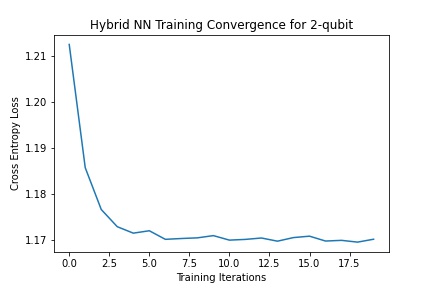 Hybrid NN Training Convergence for 2-qubit
1.21
1.20
1.19
1.18
1.17
Cross Entropy Loss
0.0 2.5 5.0 7.5 10.0 12.5 15.0 17.5
Training Iterations